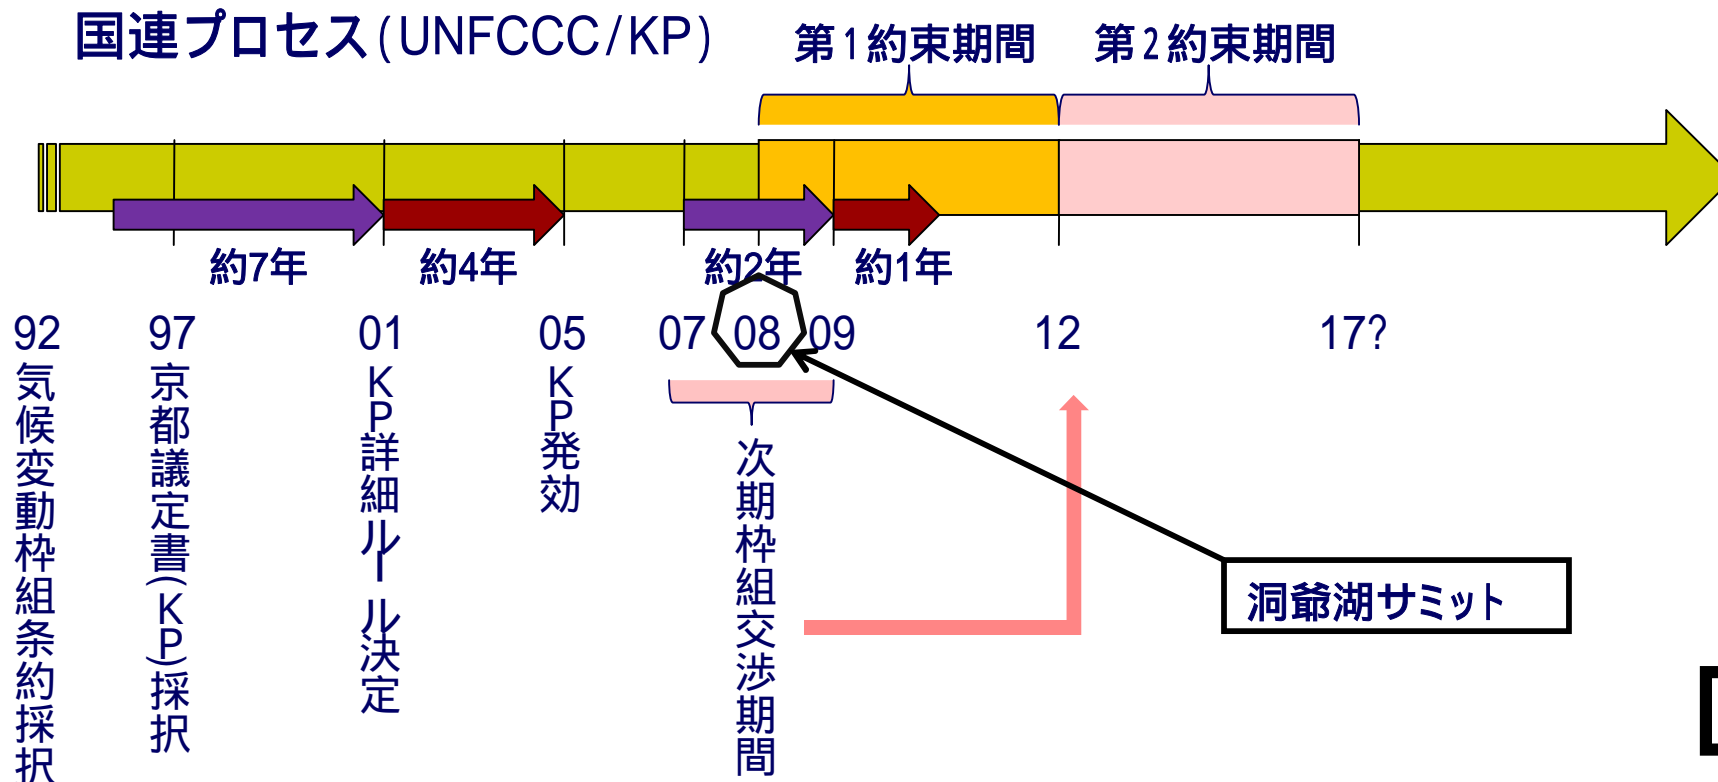 国連プロセス(UNFCCC/KP)
第1約束期間
第2約束期間
約7年
約4年
約2年
約1年
92
97
01
05
07
08
09
12
17?
気候変動枠組条約採択
京都議定書(KP)採択
KP詳細ルール決定
KP発効
次期枠組交渉期間
洞爺湖サミット